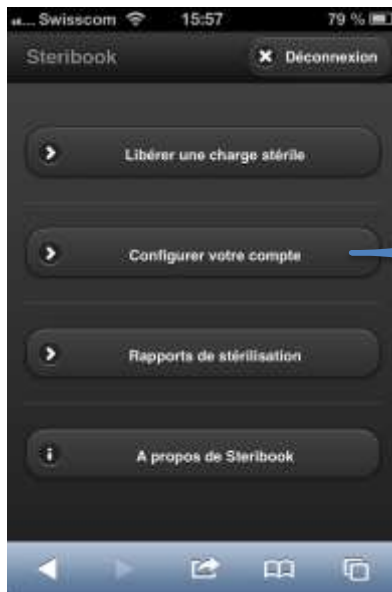 Swisscom 15:57 79 %
Steribook Déconnexion
Libérer une charge stérile
Configurer votre compte
Rapports de stérilisation
A propos de Steribook